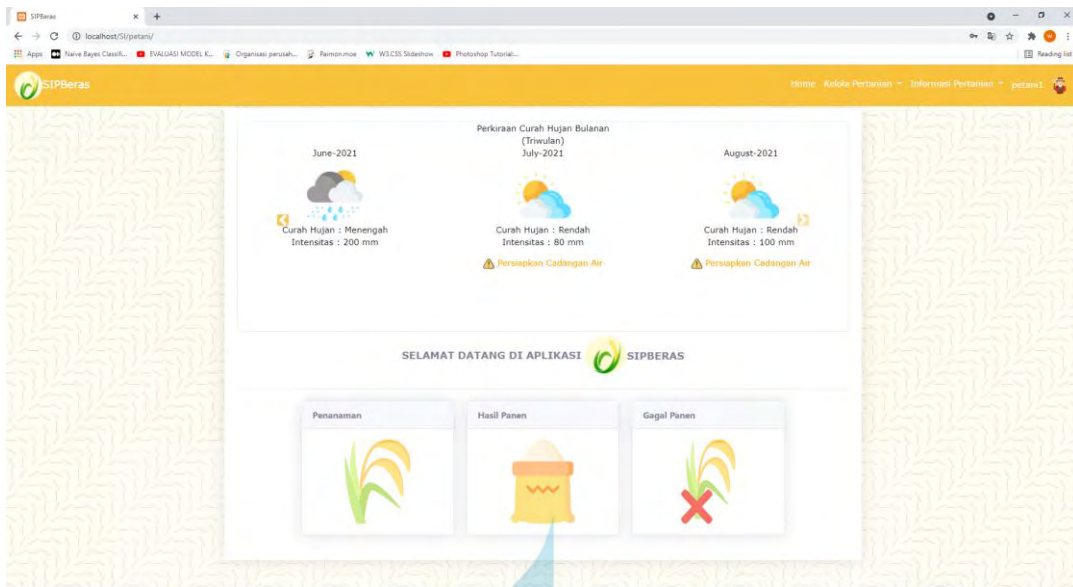 SIPBeras
localhost/SI/petani/
Apps Naive Bayes Classifi... EVALUASI MODEL K... Organisasi perusah... Paimon.moe W3.CSS Slideshow Photoshop Tutorial:... Reading list
SIPBeras Home Kelola Pertanian Informasi Pertanian petani1
Perkiraan Curah Hujan Bulanan
(Triwulan)
June-2021 July-2021 August-2021
Curah Hujan : Menengah Curah Hujan : Rendah Curah Hujan : Rendah
Intensitas : 200 mm Intensitas : 80 mm Intensitas : 100 mm
Persiapkan Cadangan Air Persiapkan Cadangan Air
SELAMAT DATANG DI APLIKASI SIPBERAS
Penanaman Hasil Panen Gagal Panen